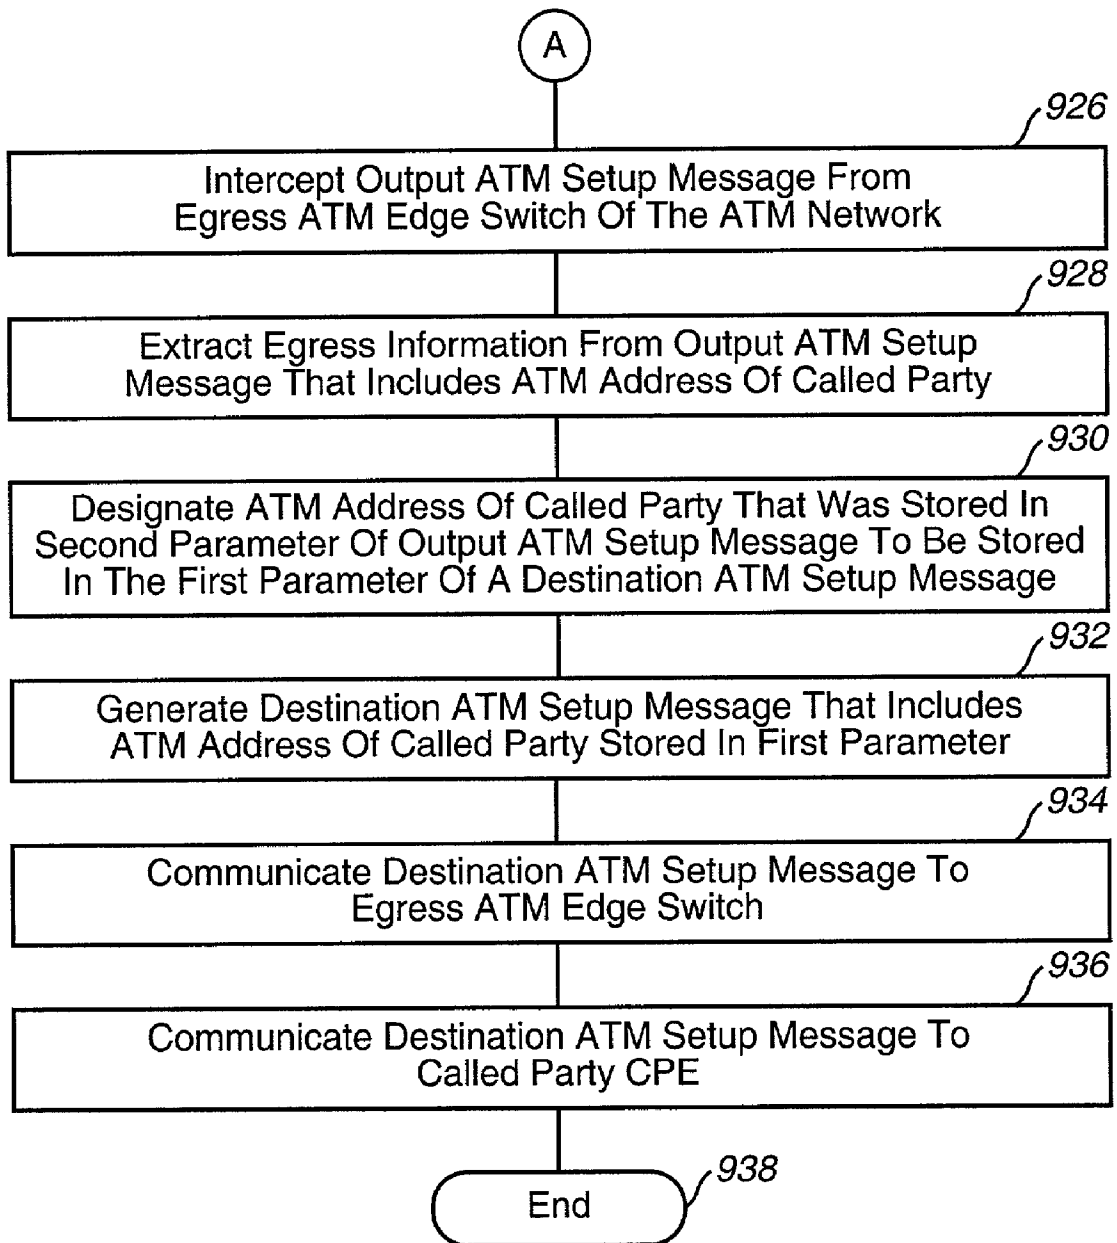 A
926
Intercept Output ATM Setup Message From
Egress ATM Edge Switch Of The ATM Network
928
Extract Egress Information From Output ATM Setup
Message That Includes ATM Address Of Called Party
930
Designate ATM Address Of Called Party That Was Stored In
Second Parameter Of Output ATM Setup Message To Be Stored
In The First Parameter Of A Destination ATM Setup Message
932
Generate Destination ATM Setup Message That Includes
ATM Address Of Called Party Stored In First Parameter
934
Communicate Destination ATM Setup Message To
Egress ATM Edge Switch
936
Communicate Destination ATM Setup Message To
Called Party CPE
938
End